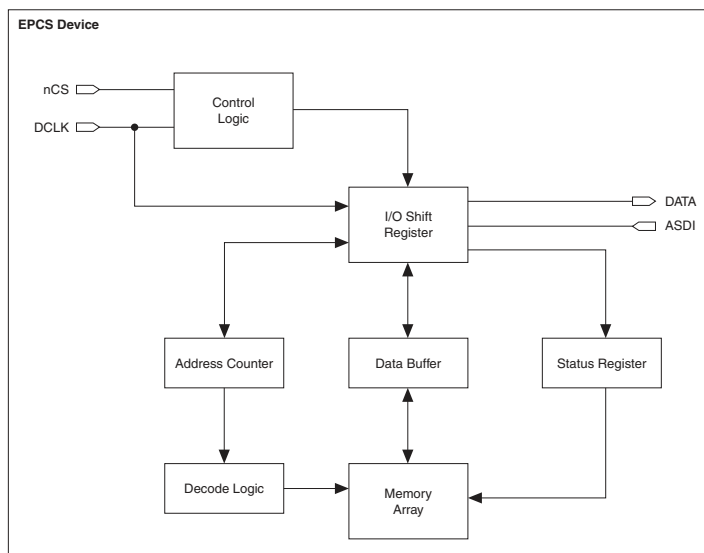 EPCS Device
nCS
Control
Logic
DCLK
DATA
I/O Shift
Register
ASDI
Address Counter
Data Buffer
Status Register
Decode Logic
Memory
Array